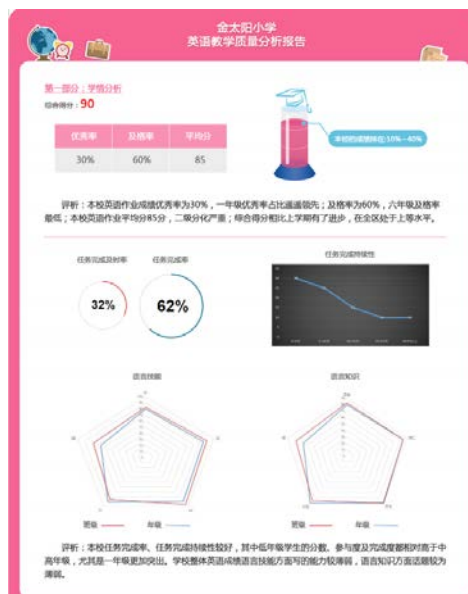 金太阳小学
英语教学质量分析报告
第一部分：学情分析
综合得分：90
优秀率 及格率 平均分
30% 60% 85
本校的成绩排在10%~40%
评析：本校英语作业成绩优秀率为30%，一年级优秀率占比遥遥领先；及格率为60%，六年级及格率
最低；本校英语作业平均分85分，二级分化严重；综合得分相比上学期有了进步，在全区处于上等水平。
任务完成及时率 任务完成率 任务完成持续性
32% 62%
语言技能 语言知识
班级 年级 班级 年级
评析：本校任务完成率、任务完成持续性较好，其中低年级学生的分数、参与度及完成度都相对高于中
高年级，尤其是一年级更加突出。学校整体英语成绩语言技能方面写的能力较薄弱，语言知识方面话题较为
薄弱。